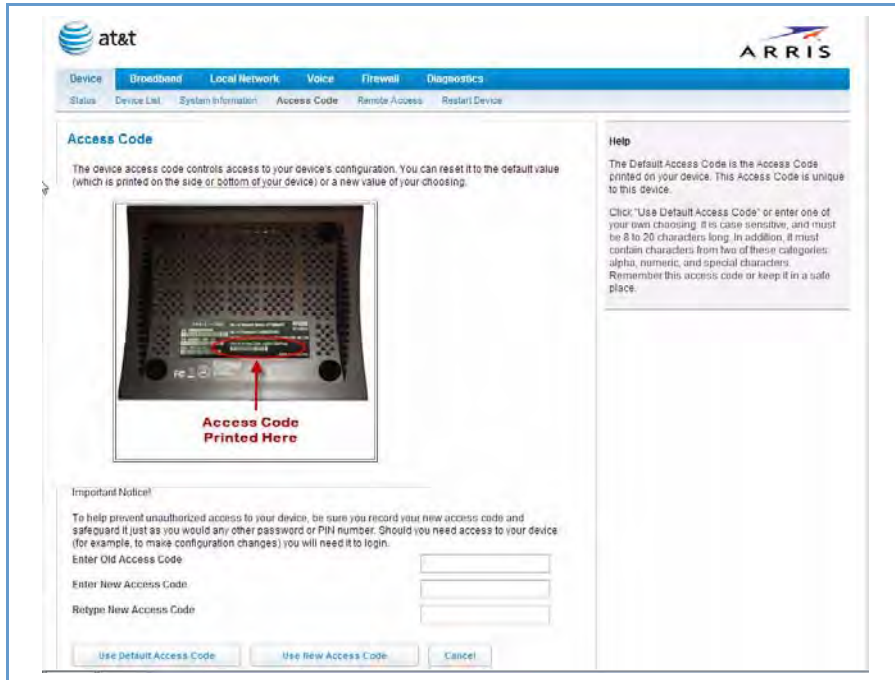 at&t
ARRIS
Device Broadband Local Network Voice Firewall Diagnostics
Status Device List System Information Access Code Remote Access Restart Device
Access Code
The device access code controls access to your device's configuration. You can reset it to the default value
(which is printed on the side or bottom of your device) or a new value of your choosing.
Access Code
Printed Here
Important Notice!
To help prevent unauthorized access to your device, be sure you record your new access code and
safeguard it just as you would any other password or PIN number. Should you need access to your device
(for example, to make configuration changes) you will need it to login.
Enter Old Access Code
Enter New Access Code
Retype New Access Code
Use Default Access Code Use New Access Code Cancel
Help
The Default Access Code is the Access Code
printed on your device. This Access Code is unique
to this device.
Click "Use Default Access Code" or enter one of
your own choosing. It is case sensitive, and must
be 8 to 20 characters long. In addition, it must
contain characters from two of these categories:
alpha, numeric, and special characters.
Remember this access code or keep it in a safe
place.